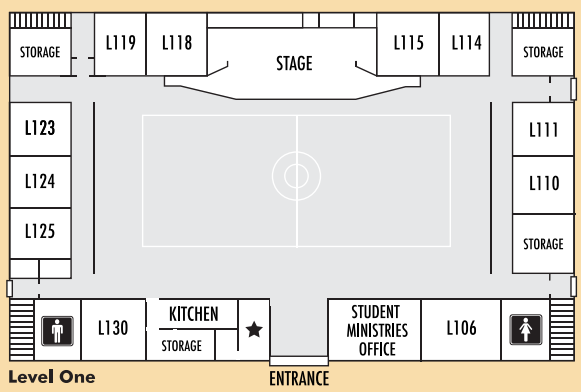 STORAGE
L119
L118
STAGE
L115
L114
STORAGE
L123
L111
L124
L110
L125
STORAGE
L130
KITCHEN
STORAGE
STUDENT
MINISTRIES
OFFICE
L106
Level One
ENTRANCE